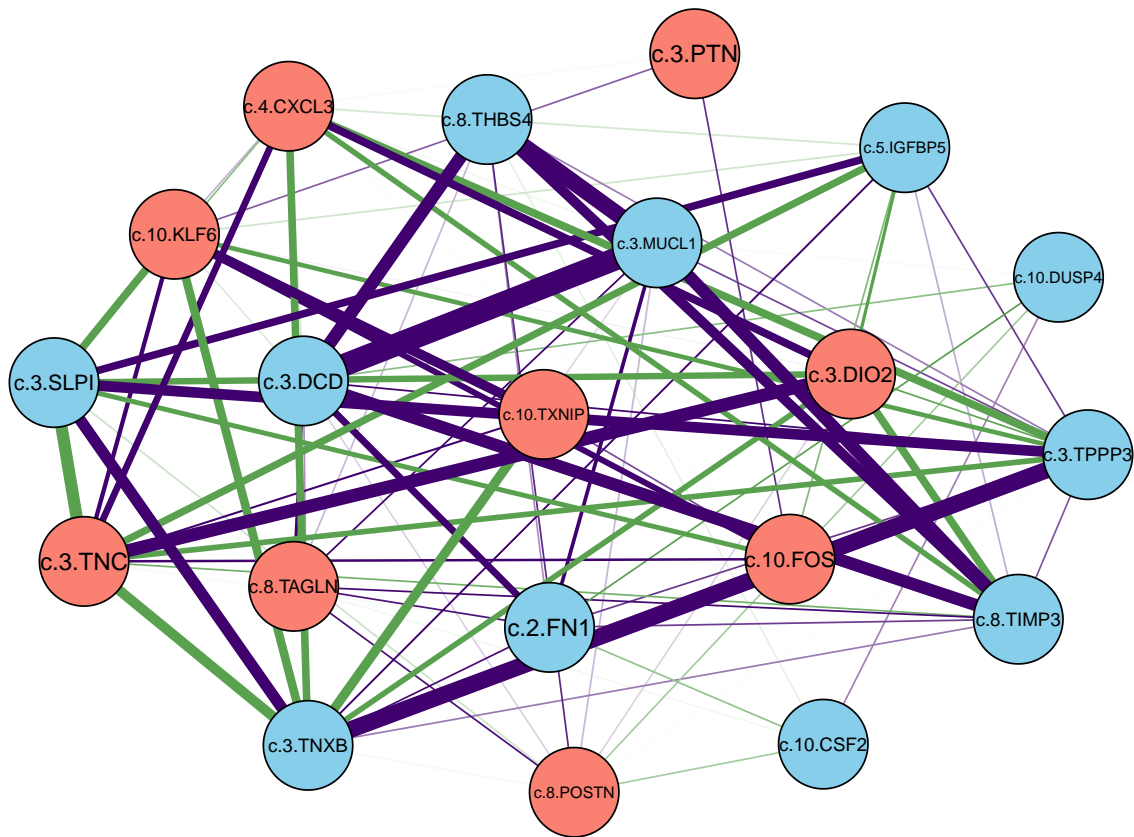 c.3.PTN
c.4.CXCL3
c.8.THBS4
c.5.IGFBP5
c.10.KLF6
c.3.MUCL1
c.10.DUSP4
c.3.SLPI
c.3.DCD
c.3.DIO2
c.10.TXNIP
c.3.TPPP3
c.3.TNC
c.8.TAGLN
c.10.FOS
c.2.FN1
c.8.TIMP3
c.3.TNXB
c.10.CSF2
c.8.POSTN